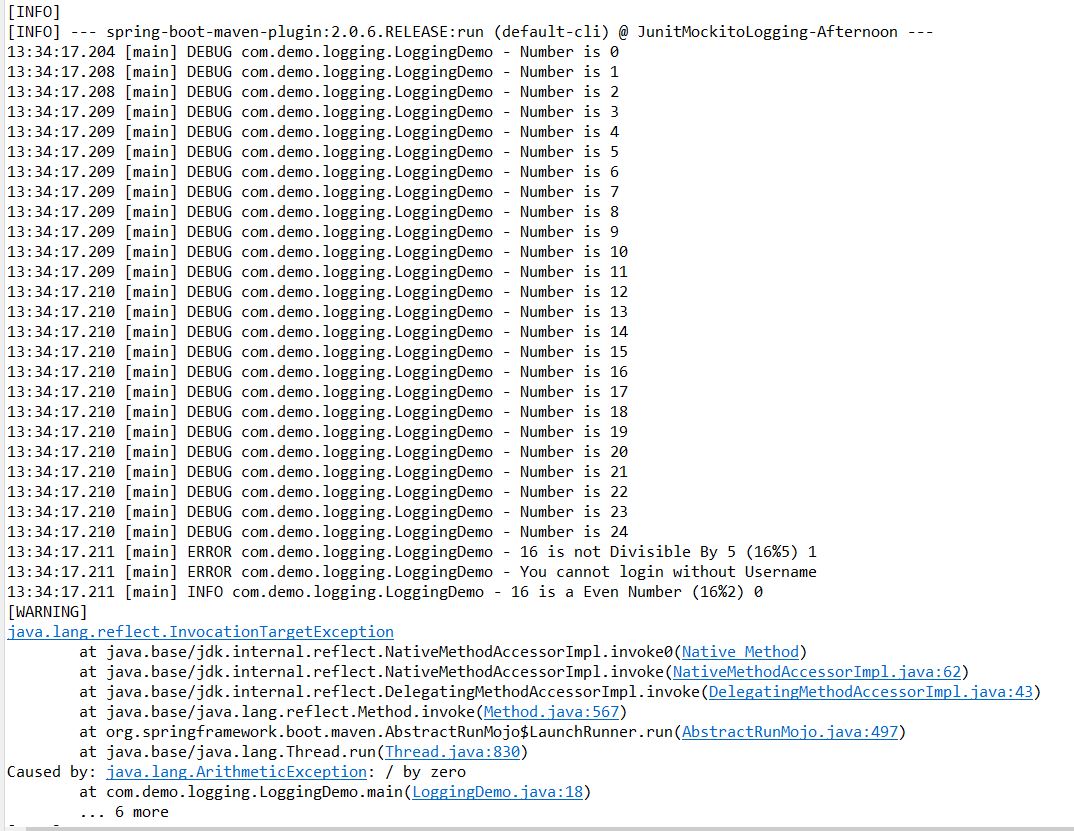 [INFO]
[INFO] --- spring-boot-maven-plugin:2.0.6.RELEASE:run (default-cli) @ JunitMockitoLogging-Afternoon ---
13:34:17.204 [main] DEBUG com.demo.logging.LoggingDemo - Number is 0
13:34:17.208 [main] DEBUG com.demo.logging.LoggingDemo - Number is 1
13:34:17.208 [main] DEBUG com.demo.logging.LoggingDemo - Number is 2
13:34:17.209 [main] DEBUG com.demo.logging.LoggingDemo - Number is 3
13:34:17.209 [main] DEBUG com.demo.logging.LoggingDemo - Number is 4
13:34:17.209 [main] DEBUG com.demo.logging.LoggingDemo - Number is 5
13:34:17.209 [main] DEBUG com.demo.logging.LoggingDemo - Number is 6
13:34:17.209 [main] DEBUG com.demo.logging.LoggingDemo - Number is 7
13:34:17.209 [main] DEBUG com.demo.logging.LoggingDemo - Number is 8
13:34:17.209 [main] DEBUG com.demo.logging.LoggingDemo - Number is 9
13:34:17.209 [main] DEBUG com.demo.logging.LoggingDemo - Number is 10
13:34:17.209 [main] DEBUG com.demo.logging.LoggingDemo - Number is 11
13:34:17.210 [main] DEBUG com.demo.logging.LoggingDemo - Number is 12
13:34:17.210 [main] DEBUG com.demo.logging.LoggingDemo - Number is 13
13:34:17.210 [main] DEBUG com.demo.logging.LoggingDemo - Number is 14
13:34:17.210 [main] DEBUG com.demo.logging.LoggingDemo - Number is 15
13:34:17.210 [main] DEBUG com.demo.logging.LoggingDemo - Number is 16
13:34:17.210 [main] DEBUG com.demo.logging.LoggingDemo - Number is 17
13:34:17.210 [main] DEBUG com.demo.logging.LoggingDemo - Number is 18
13:34:17.210 [main] DEBUG com.demo.logging.LoggingDemo - Number is 19
13:34:17.210 [main] DEBUG com.demo.logging.LoggingDemo - Number is 20
13:34:17.210 [main] DEBUG com.demo.logging.LoggingDemo - Number is 21
13:34:17.210 [main] DEBUG com.demo.logging.LoggingDemo - Number is 22
13:34:17.210 [main] DEBUG com.demo.logging.LoggingDemo - Number is 23
13:34:17.210 [main] DEBUG com.demo.logging.LoggingDemo - Number is 24
13:34:17.211 [main] ERROR com.demo.logging.LoggingDemo - 16 is not Divisible By 5 (16%5) 1
13:34:17.211 [main] ERROR com.demo.logging.LoggingDemo - You cannot login without Username
13:34:17.211 [main] INFO com.demo.logging.LoggingDemo - 16 is a Even Number (16%2) 0
[WARNING]
java.lang.reflect.InvocationTargetException
at java.base/jdk.internal.reflect.NativeMethodAccessorImpl.invoke0(Native Method)
at java.base/jdk.internal.reflect.NativeMethodAccessorImpl.invoke(NativeMethodAccessorImpl.java:62)
at java.base/jdk.internal.reflect.DelegatingMethodAccessorImpl.invoke(DelegatingMethodAccessorImpl.java:43)
at java.base/java.lang.reflect.Method.invoke(Method.java:567)
at org.springframework.boot.maven.AbstractRunMojo$LaunchRunner.run(AbstractRunMojo.java:497)
at java.base/java.lang.Thread.run(Thread.java:830)
Caused by: java.lang.ArithmeticException: / by zero
at com.demo.logging.LoggingDemo.main(LoggingDemo.java:18)
... 6 more